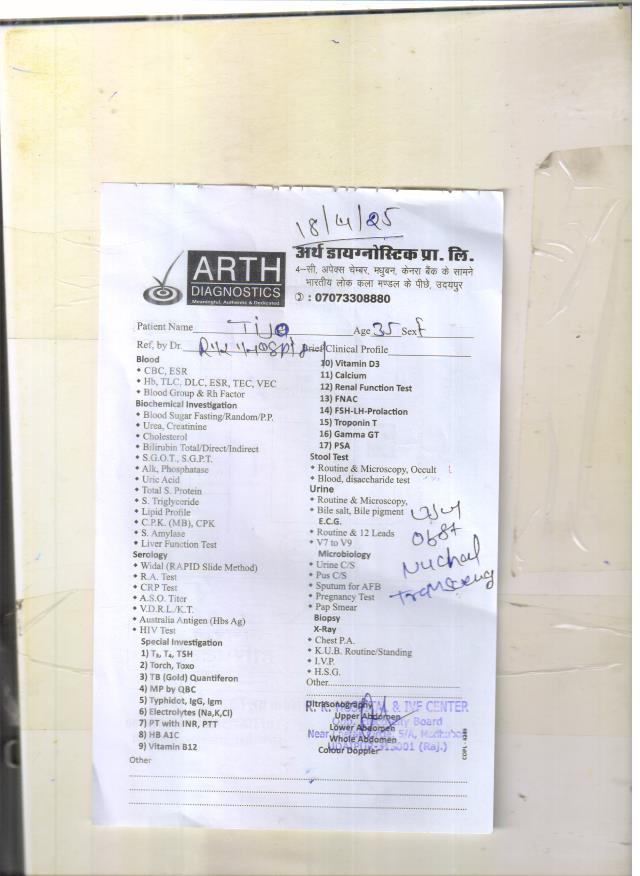 18/4/25
ARTH
DIAGNOSTICS
Meaningful, Authentic & Dedicated
अर्थ डायग्नोस्टिक प्रा. लि.
4-सी, अपेक्स चेम्बर, मधुबन, केनरा बैंक के सामने
भारतीय लोक कला मण्डल के पीछे, उदयपुर
: 07073308880
Patient Name Age 35 Sex f
Ref, by Dr. Brief Clinical Profile
Blood
• CBC, ESR
• Hb, TLC, DLC, ESR, TEC, VEC
• Blood Group & Rh Factor
Biochemical Investigation
• Blood Sugar Fasting/Random/P.P.
• Urea, Creatinine
• Cholesterol
• Bilirubin Total/Direct/Indirect
• S.G.O.T., S.G.P.T.
• Alk, Phosphatase
• Uric Acid
• Total S. Protein
• S. Triglyceride
• Lipid Profile
• C.P.K. (MB), CPK
• S. Amylase
• Liver Function Test
Serology
• Widal (RAPID Slide Method)
• R.A. Test
• CRP Test
• A.S.O. Titer
• V.D.R.L./K.T.
• Australia Antigen (Hbs Ag)
• HIV Test
Special Investigation
1) T₃, T₄, TSH
2) Torch, Toxo
3) TB (Gold) Quantiferon
4) MP by QBC
5) Typhidot, IgG, Igm
6) Electrolytes (Na,K,Cl)
7) PT with INR, PTT
8) HB A1C
9) Vitamin B12
Other
10) Vitamin D3
11) Calcium
12) Renal Function Test
13) FNAC
14) FSH-LH-Prolaction
15) Troponin T
16) Gamma GT
17) PSA
Stool Test
• Routine & Microscopy, Occult
• Blood, disaccharide test
Urine
• Routine & Microscopy,
• Bile salt, Bile pigment
E.C.G.
• Routine & 12 Leads
• V7 to V9
Microbiology
• Urine C/S
• Pus C/S
• Sputum for AFB
• Pregnancy Test
• Pap Smear
Biopsy
X-Ray
• Chest P.A.
• K.U.B. Routine/Standing
• I.V.P.
• H.S.G.
Other
Ultrasonography
Upper Abdomen
Lower Abdomen
Whole Abdomen
Colour Doppler
Obst
Nuchal
& IVF CENTER
Board
Near 5/A,
(Raj.)